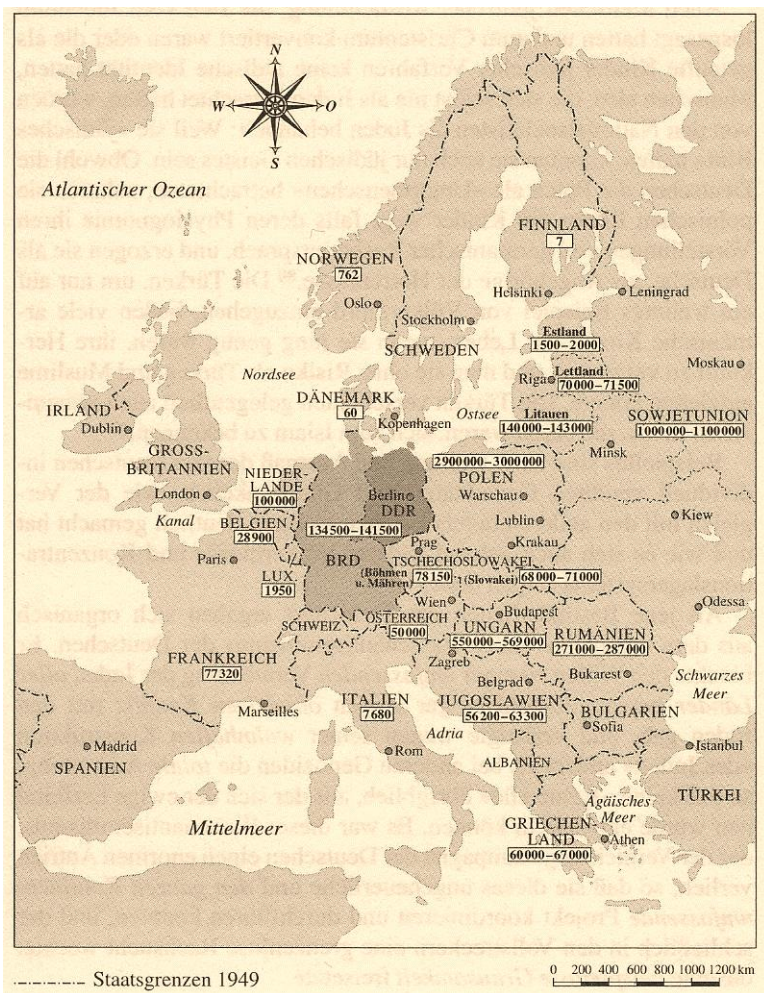 N
W
O
S
Atlantischer Ozean
FINNLAND
7
NORWEGEN
762
Helsinki
Leningrad
Oslo
Stockholm
Estland
1500–2000
SCHWEDEN
Moskau
Lettland
Riga
70000–71500
Nordsee
DÄNEMARK
60
Kopenhagen
Ostsee
Litauen
140000–143000
SOWJETUNION
1000000–1100000
IRLAND
Dublin
Minsk
GROSS-
BRITANNIEN
NIEDER-
LANDE
100000
2900000–3000000
POLEN
London
Berlin
DDR
Warschau
Kanal
BELGIEN
28900
134500–141500
Lublin
Kiew
Prag
Krakau
Paris
BRD
TSCHECHOSLOWAKEI
(Böhmen
u. Mähren)
78150
(Slowakei)
68000–71000
LUX.
1950
Wien
Budapest
Odessa
SCHWEIZ
ÖSTERREICH
50000
UNGARN
550000–569000
RUMÄNIEN
271000–287000
FRANKREICH
77320
Zagreb
Belgrad
Bukarest
Schwarzes
Meer
Marseilles
ITALIEN
7680
JUGOSLAWIEN
56200–63300
BULGARIEN
Sofia
Adria
Madrid
Rom
Istanbul
SPANIEN
ALBANIEN
TÜRKEI
Ägäisches
Meer
Mittelmeer
GRIECHEN-
LAND
60000–67000
Athen
Staatsgrenzen 1949
0 200 400 600 800 1000 1200 km